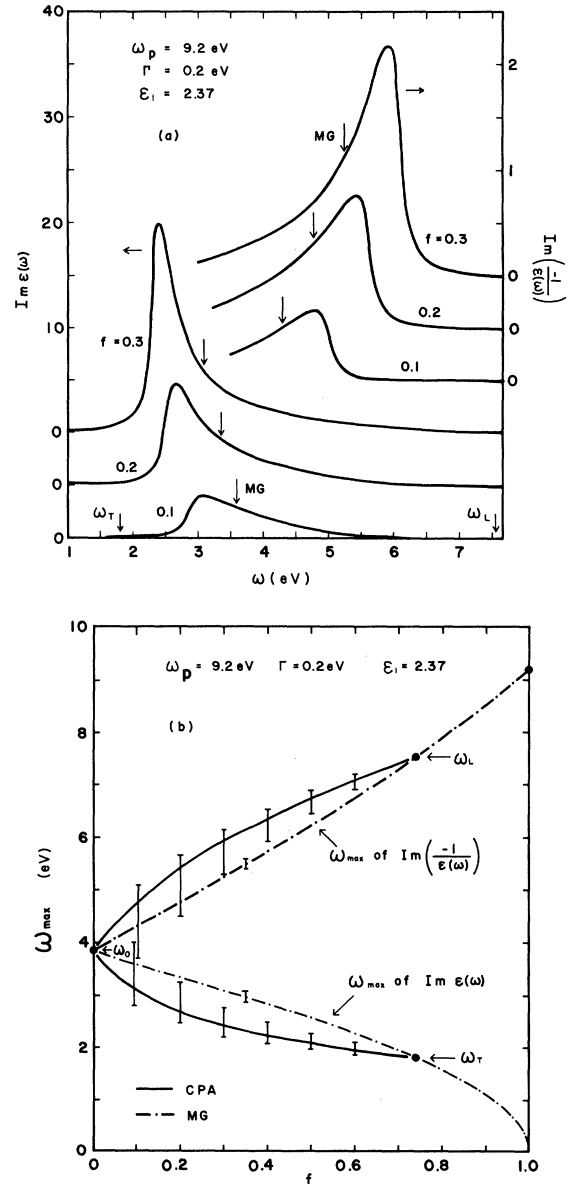 ωp = 9.2 eV
Γ = 0.2 eV
ε₁ = 2.37
(a)
40
30
20
10
0
0
0
2
1
0
0
0
MG
f = 0.3
0.2
0.1
f = 0.3
0.2
0.1
MG
ωT
ωL
Im ε(ω)
Im(-1/ε(ω))
1 2 3 4 5 6 7
ω (eV)
ωp = 9.2 eV Γ = 0.2 eV ε₁ = 2.37
(b)
10
8
6
4
2
0
ωmax (eV)
ωL
ωmax of Im(-1/ε(ω))
ω₀
ωmax of Im ε(ω)
ωT
CPA
MG
0 0.2 0.4 0.6 0.8 1.0
f